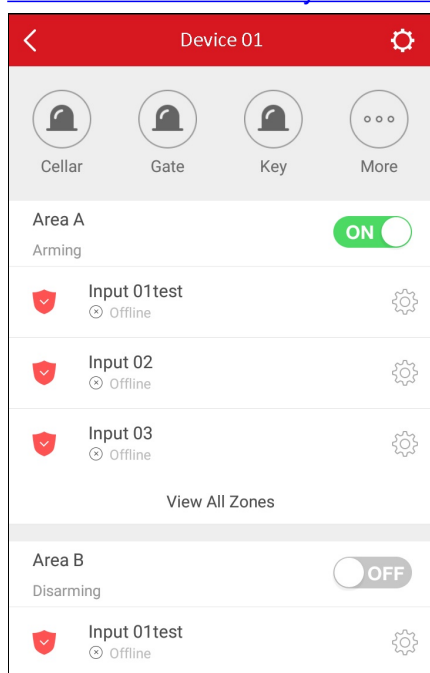 Device 01
Cellar Gate Key More
Area A
ON
Arming
Input 01test
Offline
Input 02
Offline
Input 03
Offline
View All Zones
Area B
OFF
Disarming
Input 01test
Offline